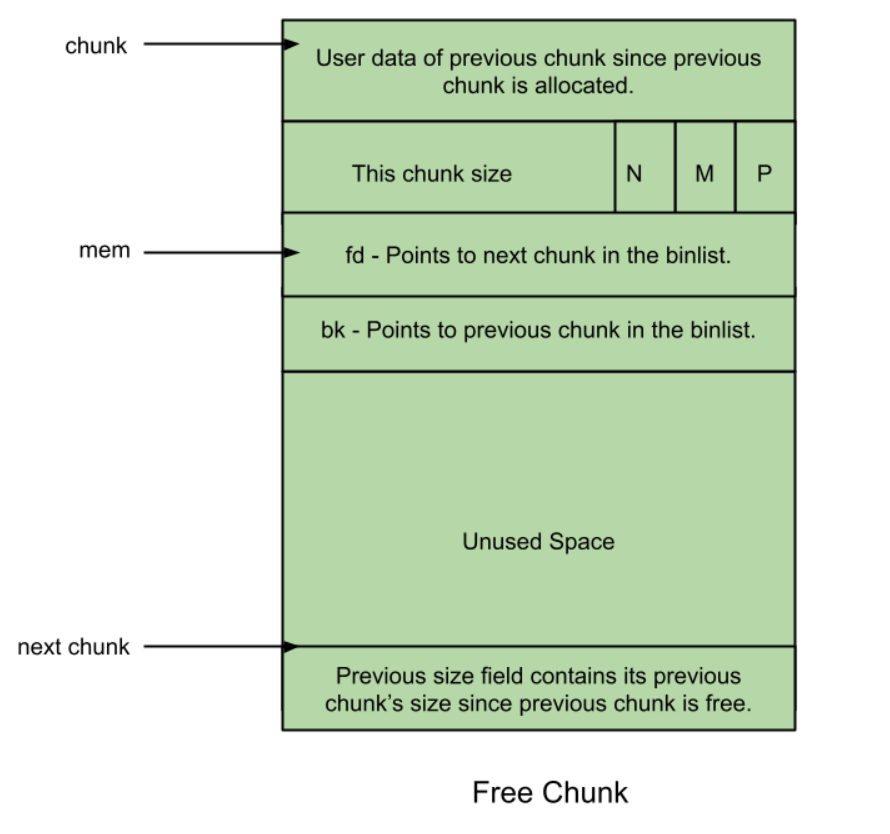 chunk
User data of previous chunk since previous
chunk is allocated.
This chunk size
N
M
P
mem
fd - Points to next chunk in the binlist.
bk - Points to previous chunk in the binlist.
Unused Space
next chunk
Previous size field contains its previous
chunk’s size since previous chunk is free.
Free Chunk